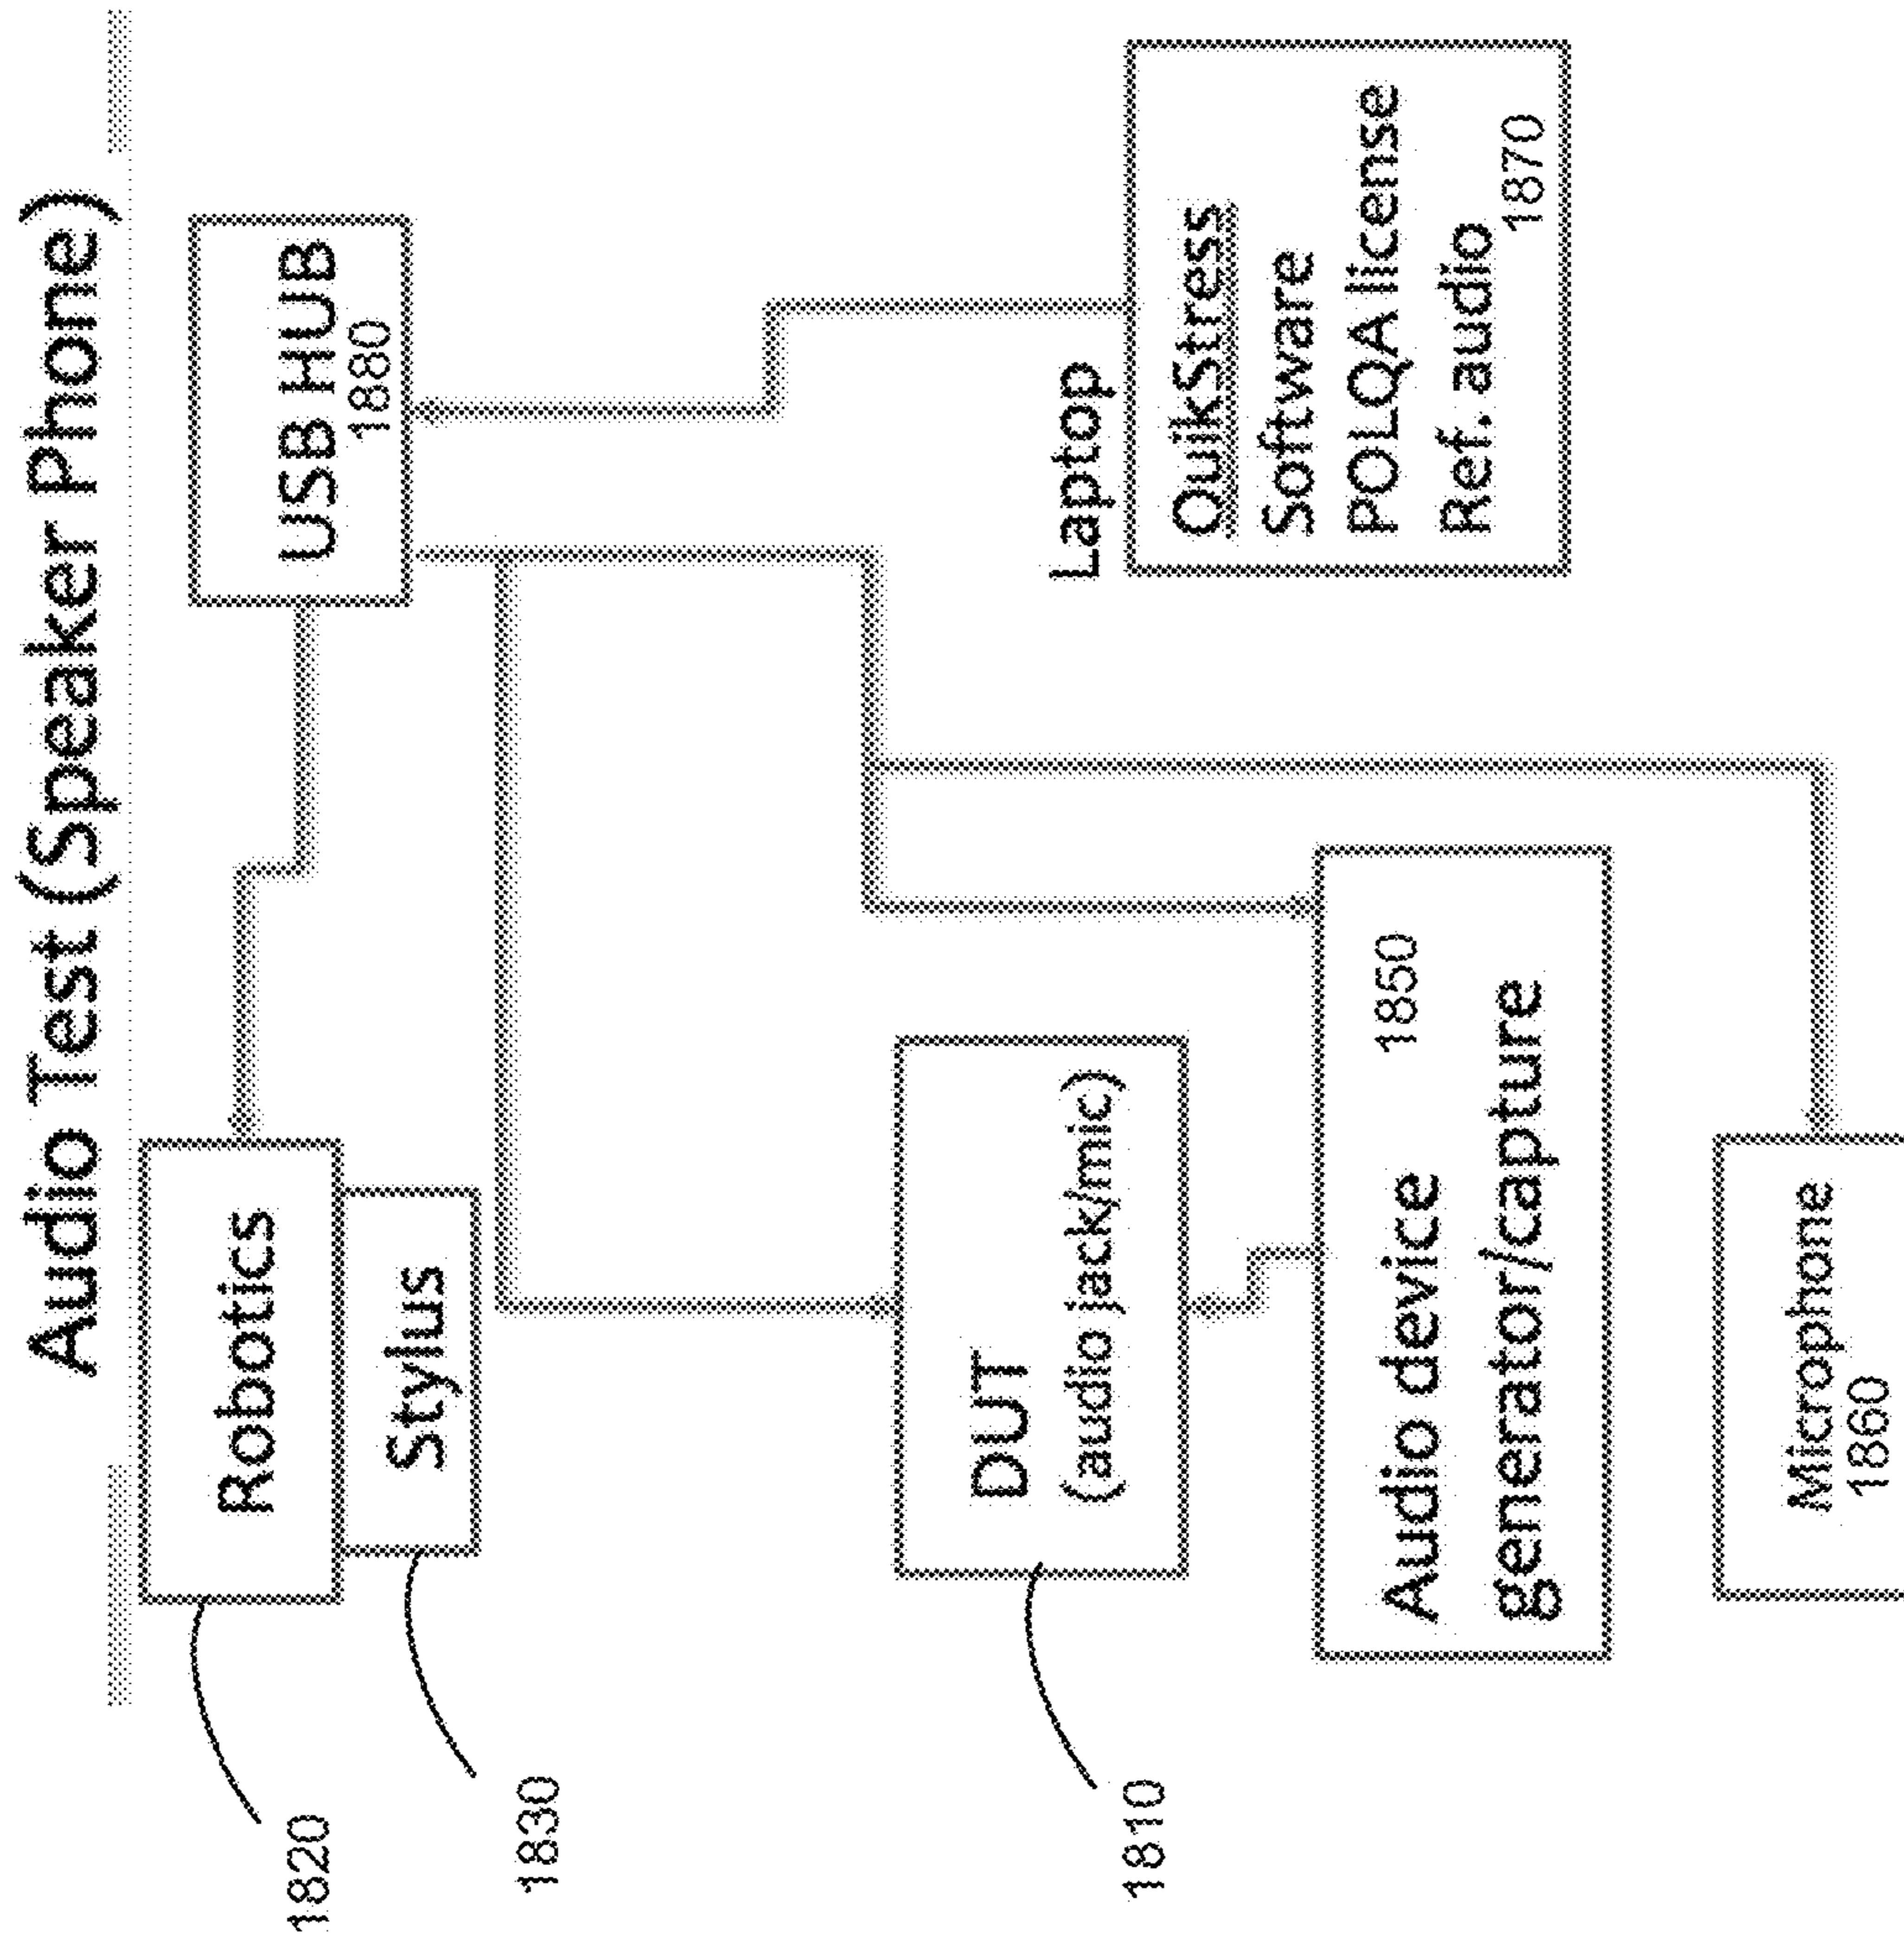 Audio Test (Speaker Phone)
Robotics
1820
Stylus
1830
USB HUB
1880
DUT
(audio jack/mic)
1810
Laptop
QuikStress
Software
POLQA license
Ref. audio
1870
Audio device
1850
generator/capture
Microphone
1860